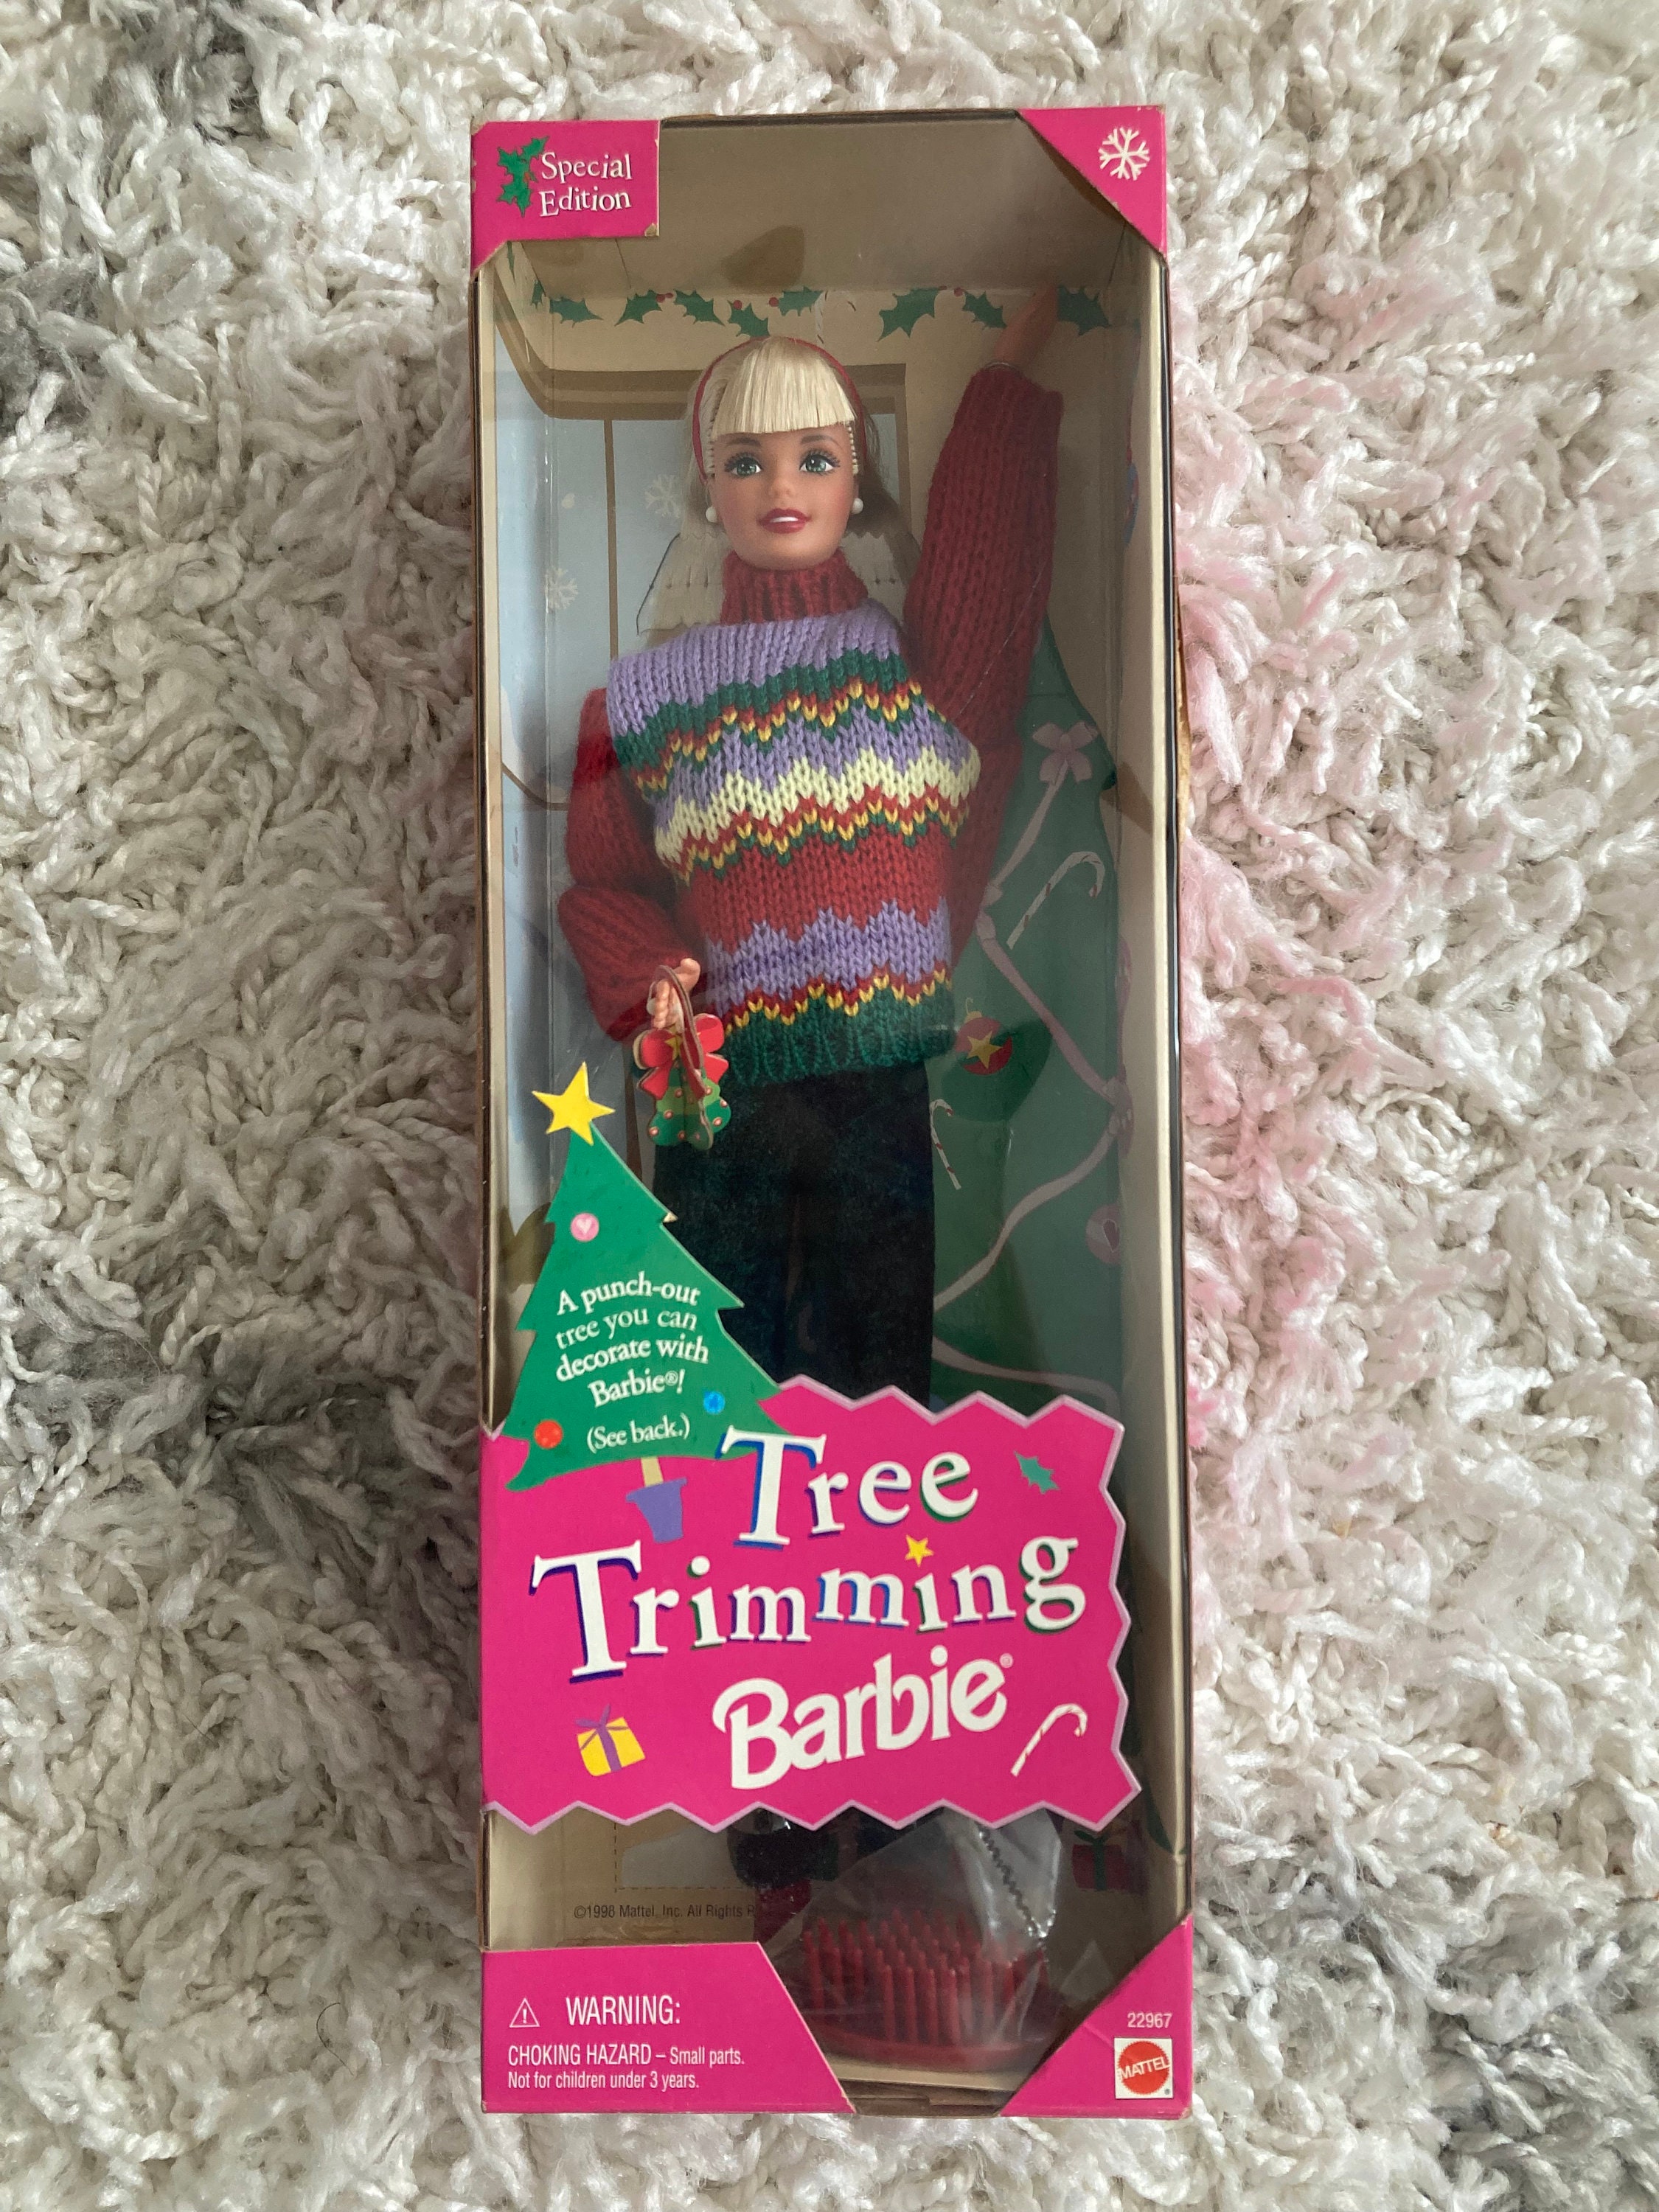 Special
Edition
A punch-out
tree you can
decorate with
Barbie®!
(See back.)
Tree
Trimming
Barbie®
©1998 Mattel, Inc. All Rights
WARNING:
CHOKING HAZARD – Small parts.
Not for children under 3 years.
22967
MATTEL®